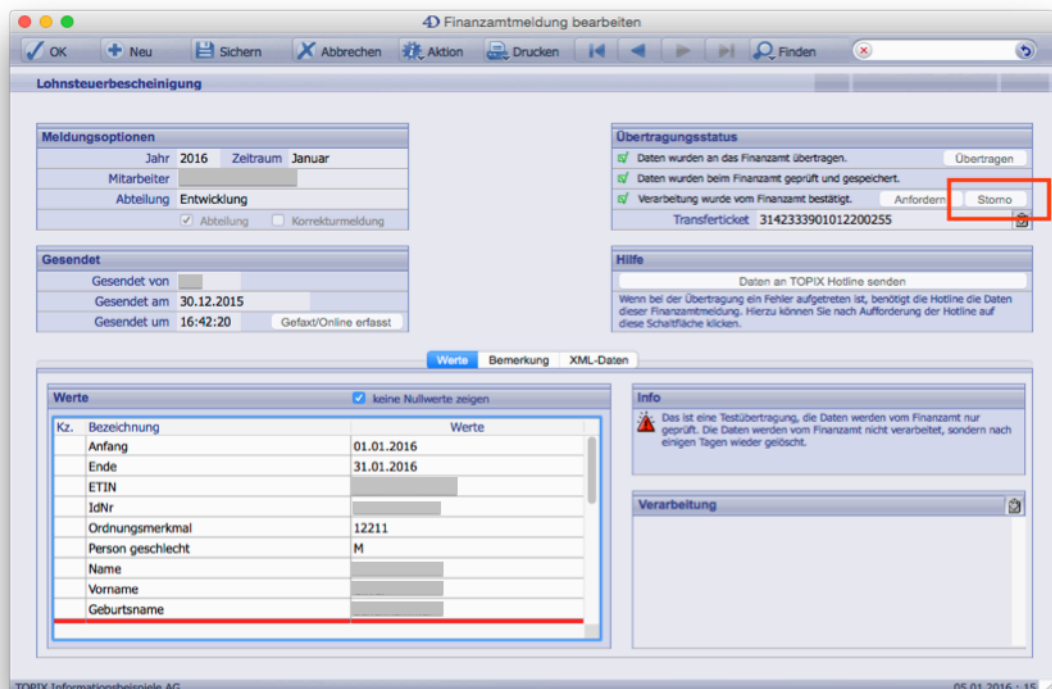 Finanzamtmeldung bearbeiten
OK Neu Sichern Abbrechen Aktion Drucken Finden
Lohnsteuerbescheinigung
Meldungsoptionen
Jahr 2016 Zeitraum Januar
Mitarbeiter
Abteilung Entwicklung
Abteilung Korrekturmeldung
Übertragungsstatus
Daten wurden an das Finanzamt übertragen. Übertragen
Daten wurden beim Finanzamt geprüft und gespeichert.
Verarbeitung wurde vom Finanzamt bestätigt. Anfordern Storno
Transferticket 3142333901012200255
Gesendet
Gesendet von
Gesendet am 30.12.2015
Gesendet um 16:42:20 Gefaxt/Online erfasst
Hilfe
Daten an TOPIX Hotline senden
Wenn bei der Übertragung ein Fehler aufgetreten ist, benötigt die Hotline die Daten
dieser Finanzamtmeldung. Hierzu können Sie nach Aufforderung der Hotline auf
diese Schaltfläche klicken.
Werte Bemerkung XML-Daten
Werte keine Nullwerte zeigen
Kz. Bezeichnung Werte
Anfang 01.01.2016
Ende 31.01.2016
ETIN
IdNr
Ordnungsmerkmal 12211
Person geschlecht M
Name
Vorname
Geburtsname
Info
Das ist eine Testübertragung, die Daten werden vom Finanzamt nur
geprüft. Die Daten werden vom Finanzamt nicht verarbeitet, sondern nach
einigen Tagen wieder gelöscht.
Verarbeitung
TOPIX Informationsbeispiele AG 05.01.2016 : 15